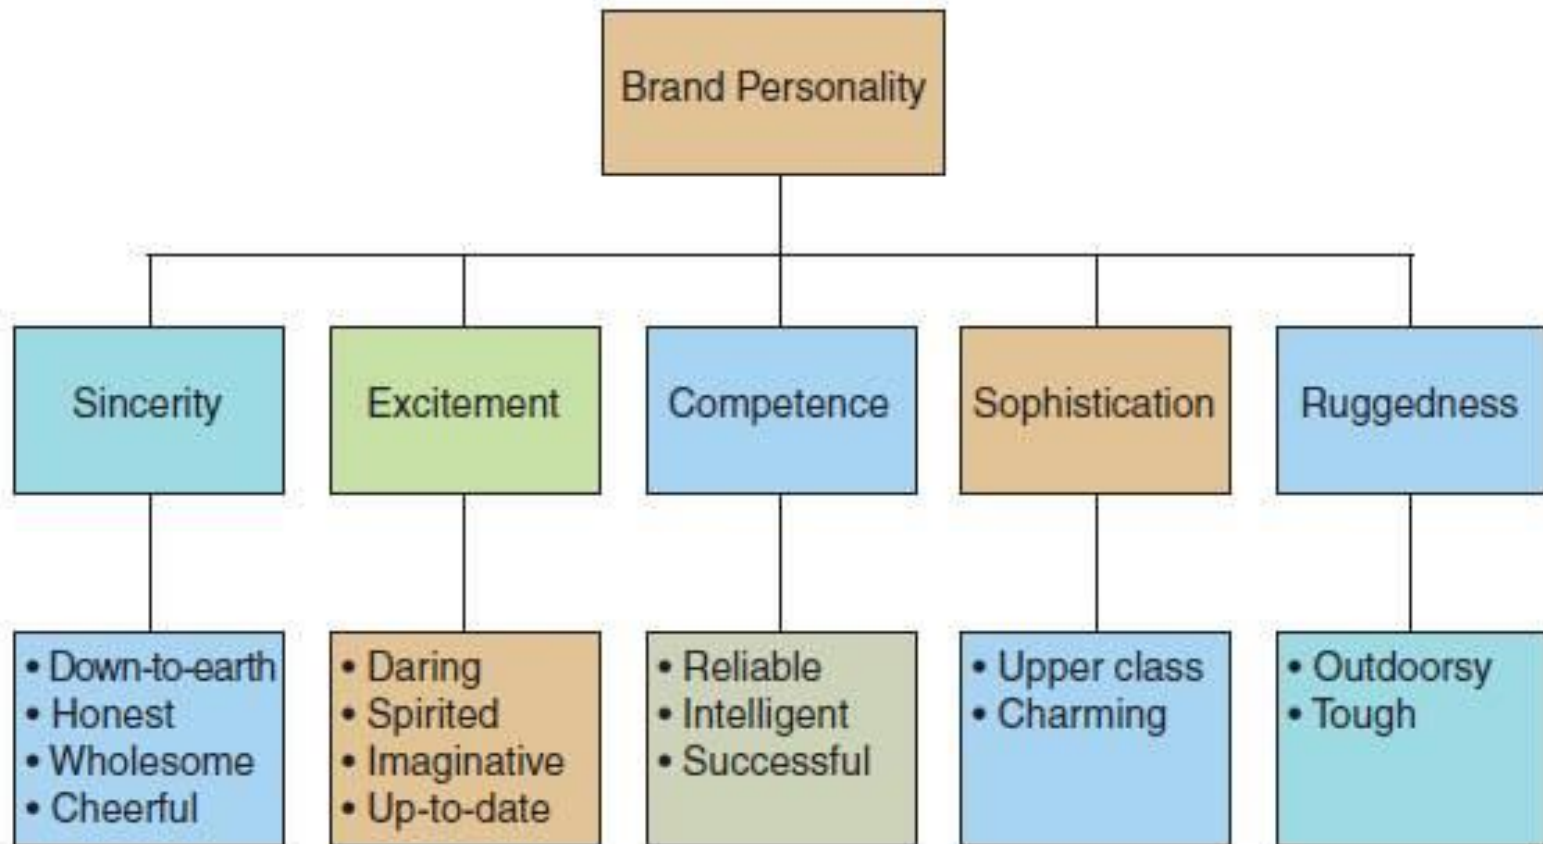 Brand Personality
Sincerity
Excitement
Competence
Sophistication
Ruggedness
• Down-to-earth
• Honest
• Wholesome
• Cheerful
• Daring
• Spirited
• Imaginative
• Up-to-date
• Reliable
• Intelligent
• Successful
• Upper class
• Charming
• Outdoorsy
• Tough